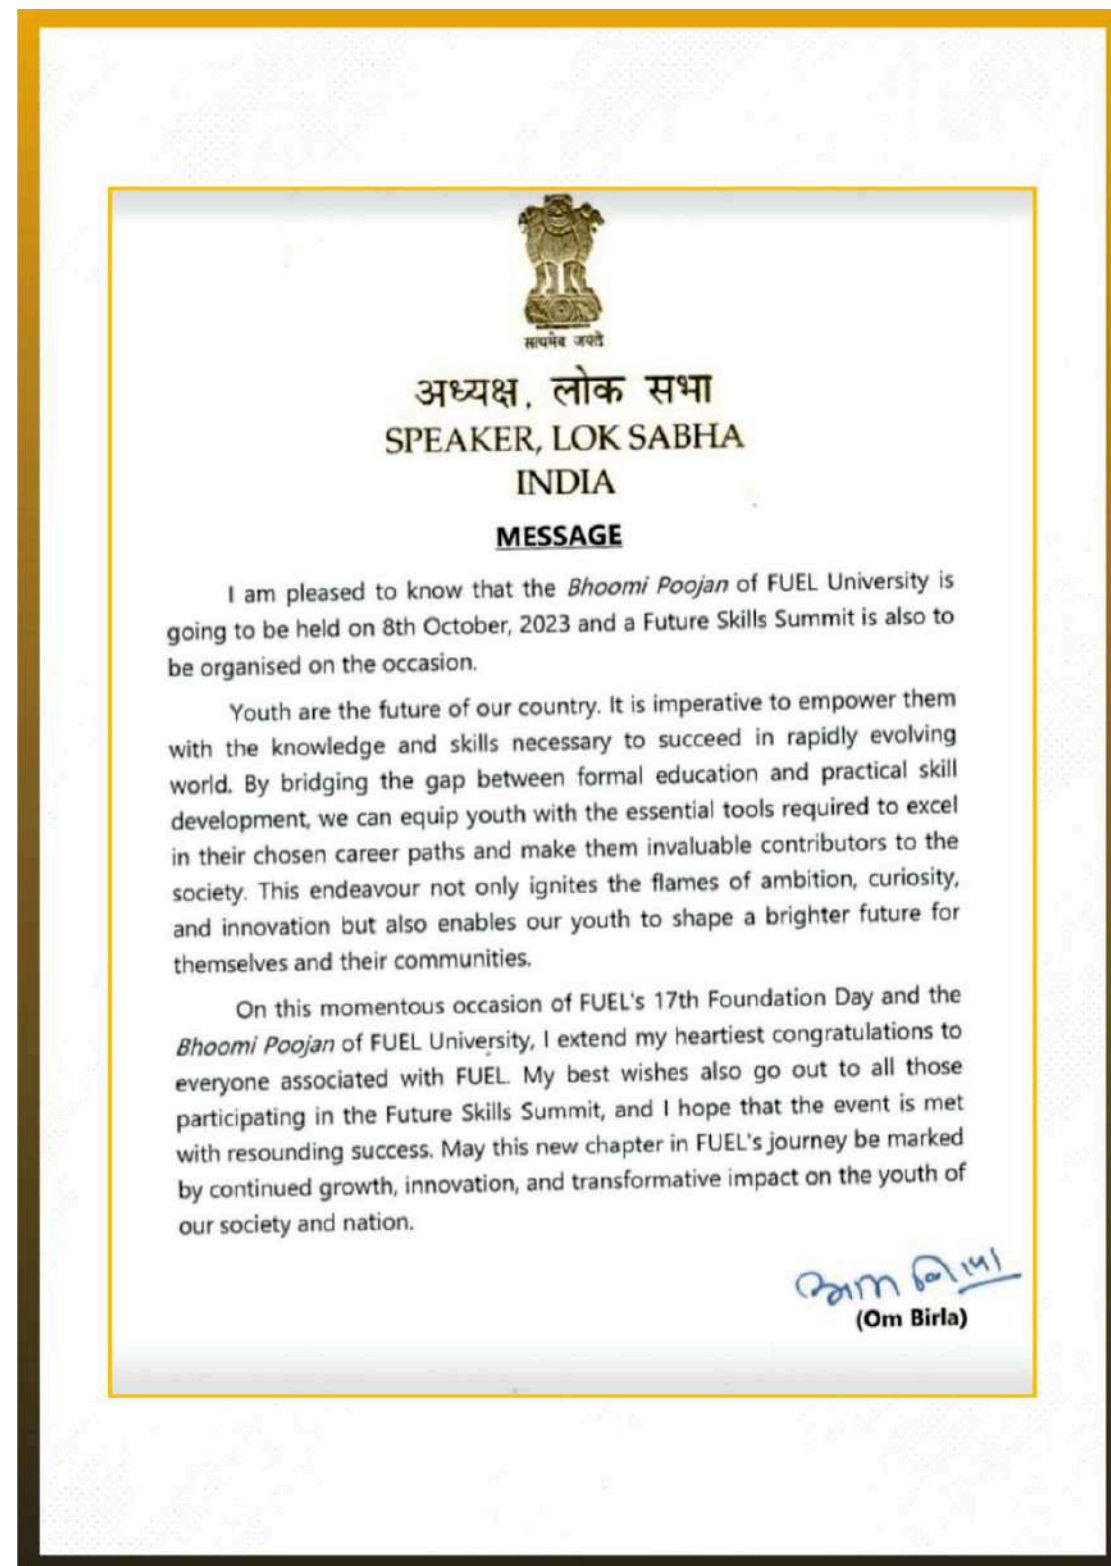 सत्यमेव जयते
अध्यक्ष, लोक सभा
SPEAKER, LOK SABHA
INDIA
MESSAGE
I am pleased to know that the Bhoomi Poojan of FUEL University is
going to be held on 8th October, 2023 and a Future Skills Summit is also to
be organised on the occasion.
Youth are the future of our country. It is imperative to empower them
with the knowledge and skills necessary to succeed in rapidly evolving
world. By bridging the gap between formal education and practical skill
development, we can equip youth with the essential tools required to excel
in their chosen career paths and make them invaluable contributors to the
society. This endeavour not only ignites the flames of ambition, curiosity,
and innovation but also enables our youth to shape a brighter future for
themselves and their communities.
On this momentous occasion of FUEL's 17th Foundation Day and the
Bhoomi Poojan of FUEL University, I extend my heartiest congratulations to
everyone associated with FUEL. My best wishes also go out to all those
participating in the Future Skills Summit, and I hope that the event is met
with resounding success. May this new chapter in FUEL's journey be marked
by continued growth, innovation, and transformative impact on the youth of
our society and nation.
ओम बिरला
(Om Birla)